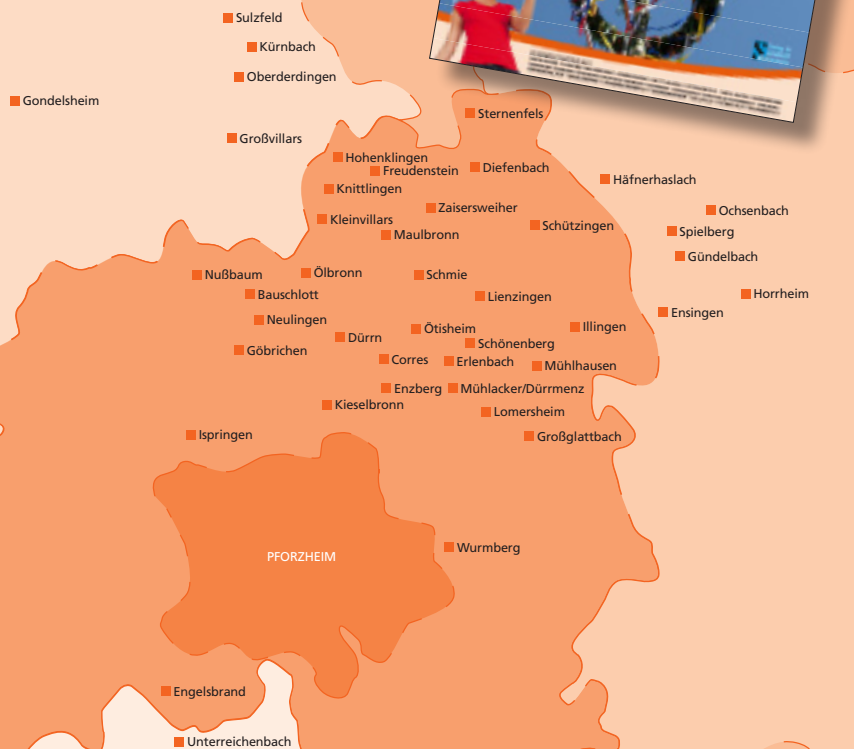 Sulzfeld
Kürnbach
Oberderdingen
Gondelsheim
Sternenfels
Großvillars
Hohenklingen
Freudenstein
Diefenbach
Häfnerhaslach
Knittlingen
Zaisersweiher
Ochsenbach
Kleinvillars
Schützingen
Spielberg
Maulbronn
Gündelbach
Nußbaum
Ölbronn
Schmie
Bauschlott
Lienzingen
Horrheim
Ensingen
Neulingen
Ötisheim
Illingen
Dürrn
Schönenberg
Göbrichen
Corres
Erlenbach
Mühlhausen
Enzberg
Mühlacker/Dürrmenz
Kieselbronn
Lomersheim
Ispringen
Großglattbach
Wurmberg
PFORZHEIM
Engelsbrand
Unterreichenbach